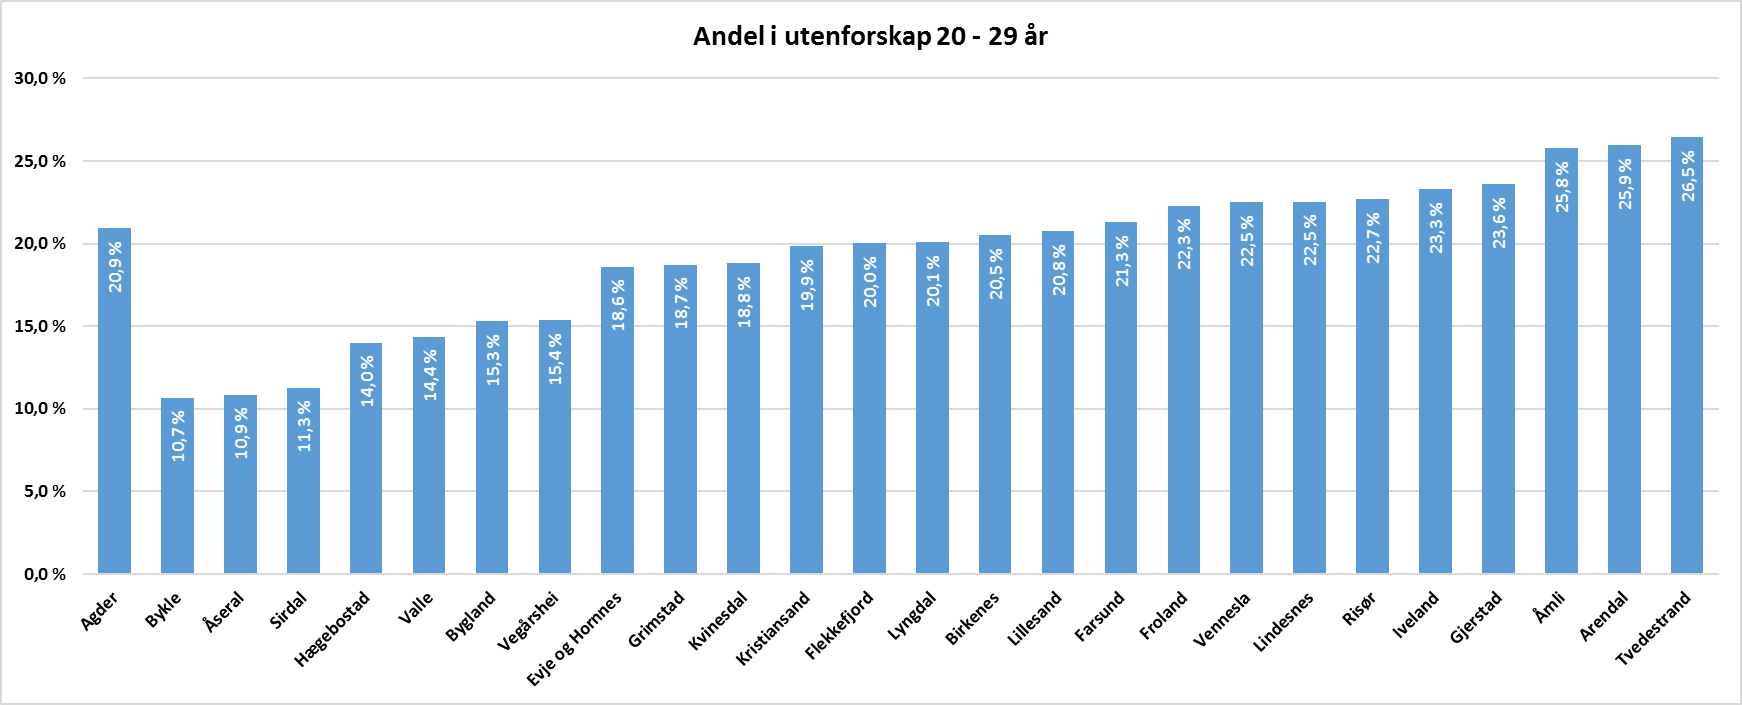 Andel i utenforskap 20 - 29 år
30,0 %
25,0 %
20,0 %
15,0 %
10,0 %
5,0 %
0,0 %
20,9 %
10,7 %
10,9 %
11,3 %
14,0 %
14,4 %
15,3 %
15,4 %
18,6 %
18,7 %
18,8 %
19,9 %
20,0 %
20,1 %
20,5 %
20,8 %
21,3 %
22,3 %
22,5 %
22,5 %
22,7 %
23,3 %
23,6 %
25,8 %
25,9 %
26,5 %
Agder
Bykle
Åseral
Sirdal
Hægebostad
Valle
Bygland
Vegårshei
Evje og Hornnes
Grimstad
Kvinesdal
Kristiansand
Flekkefjord
Lyngdal
Birkenes
Lillesand
Farsund
Froland
Vennesla
Lindesnes
Risør
Iveland
Gjerstad
Åmli
Arendal
Tvedestrand